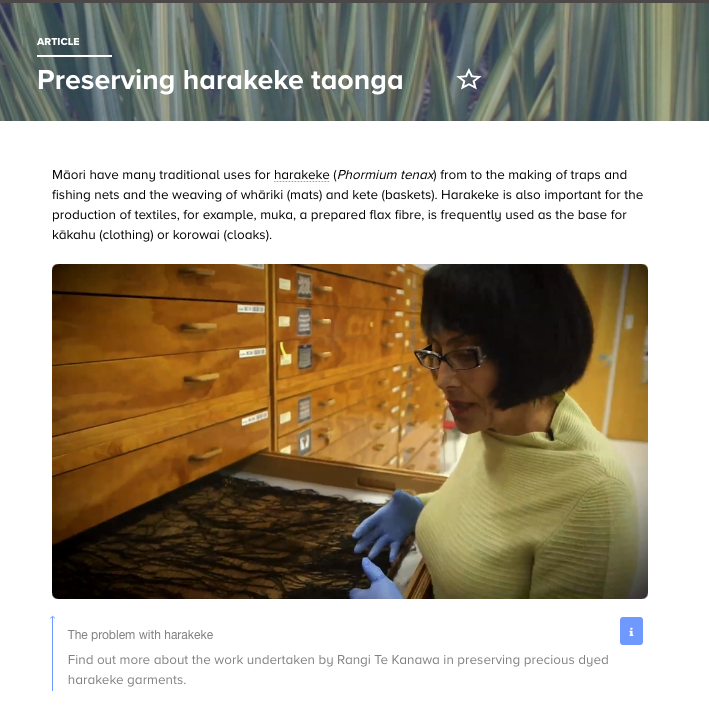 ARTICLE
Preserving harakeke taonga
Māori have many traditional uses for harakeke (Phormium tenax) from to the making of traps and
fishing nets and the weaving of whāriki (mats) and kete (baskets). Harakeke is also important for the
production of textiles, for example, muka, a prepared flax fibre, is frequently used as the base for
kākahu (clothing) or korowai (cloaks).
The problem with harakeke
Find out more about the work undertaken by Rangi Te Kanawa in preserving precious dyed
harakeke garments.